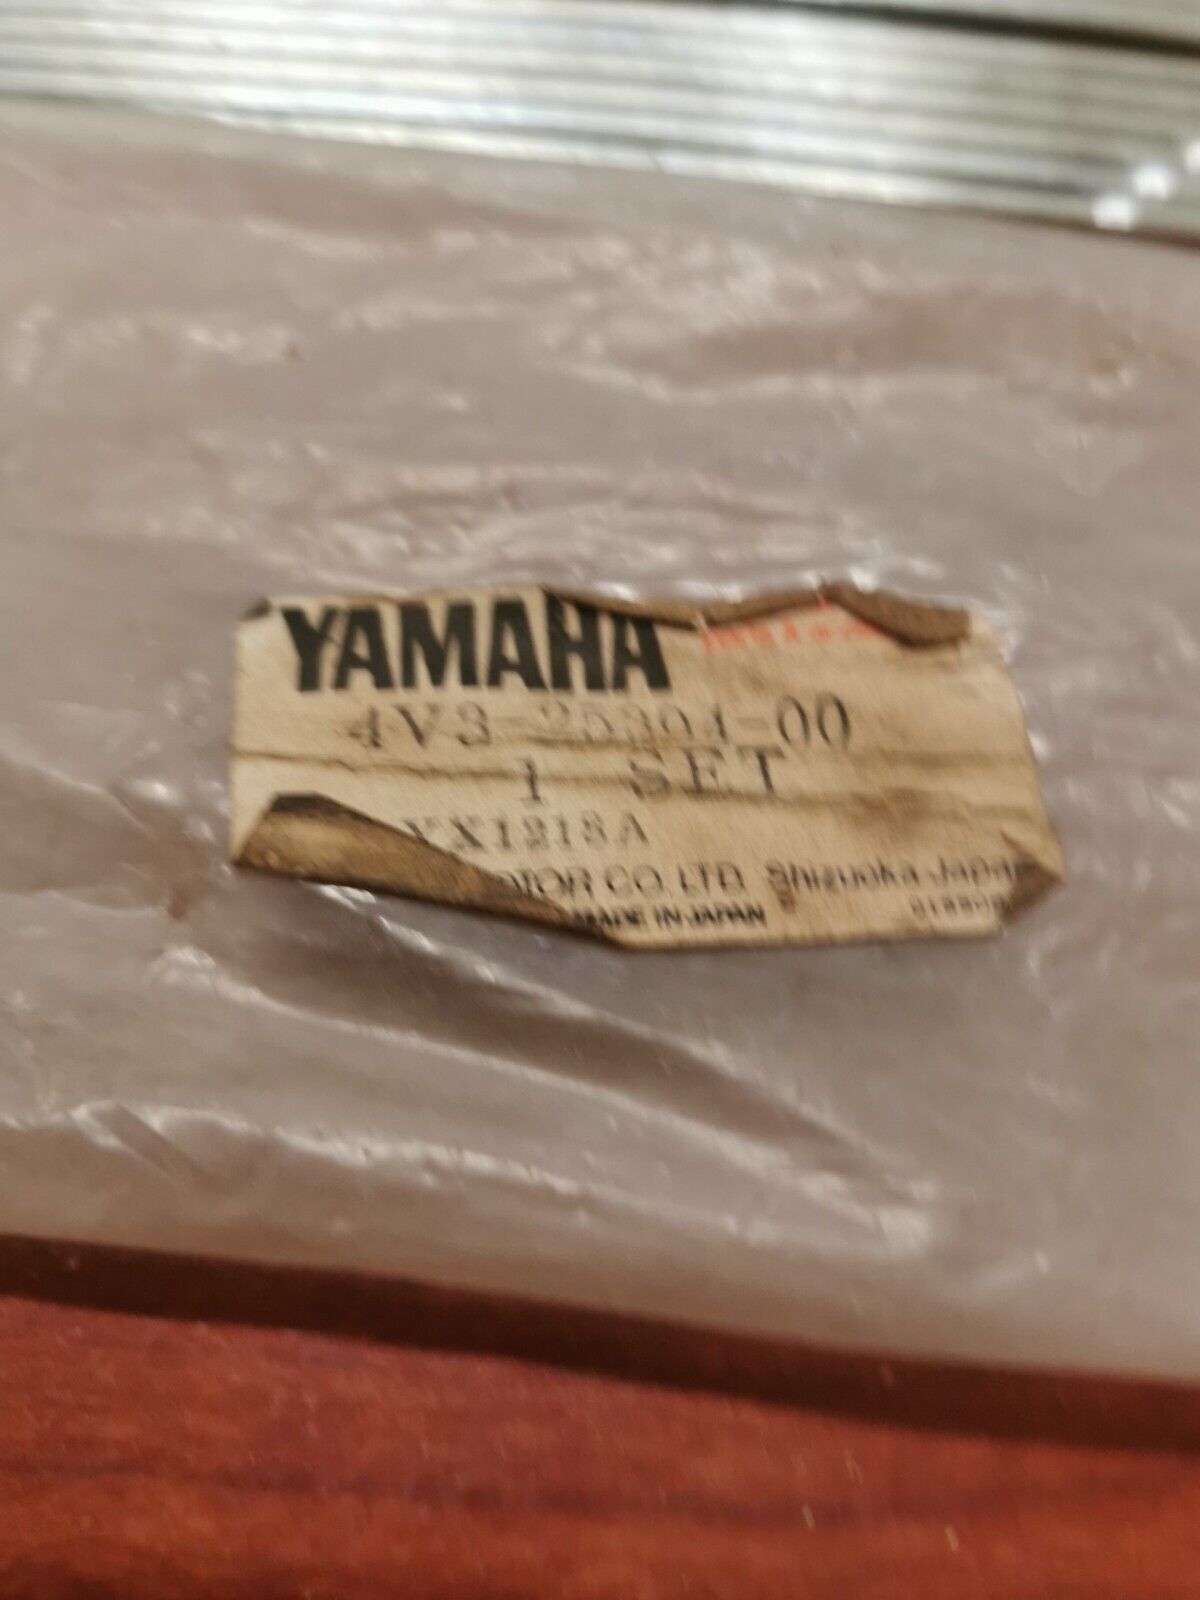 YAMAHA
4V3-25304-00
1 SET
YX1218A
MOTOR CO. LTD. Shizuoka Japan
MADE IN JAPAN